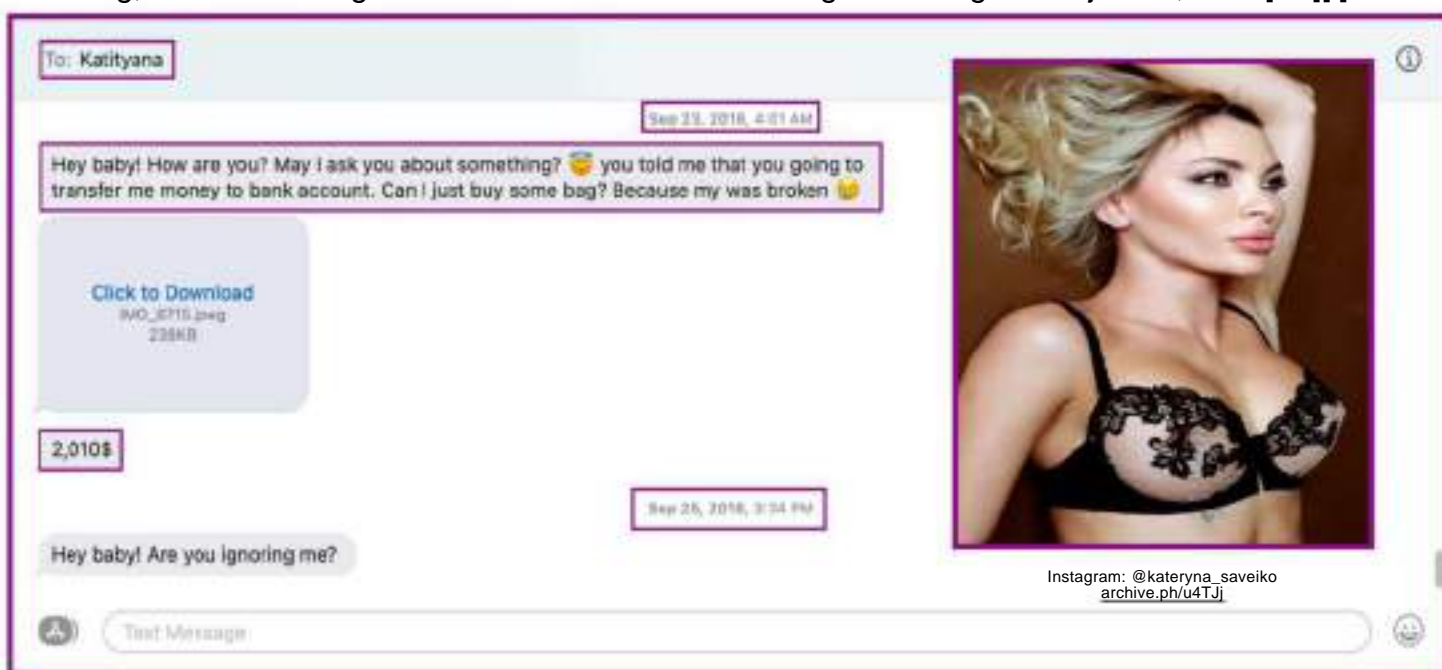 To: Katityana
Sep 23, 2018, 4:01 AM
Hey baby! How are you? May I ask you about something? 😇 you told me that you going to
transfer me money to bank account. Can I just buy some bag? Because my was broken
Click to Download
238KB
2,010$
3:34 PM
Hey baby! Are you ignoring me?
Instagram: @kateryna_saveiko
archive.ph/u4TJj
Text Message